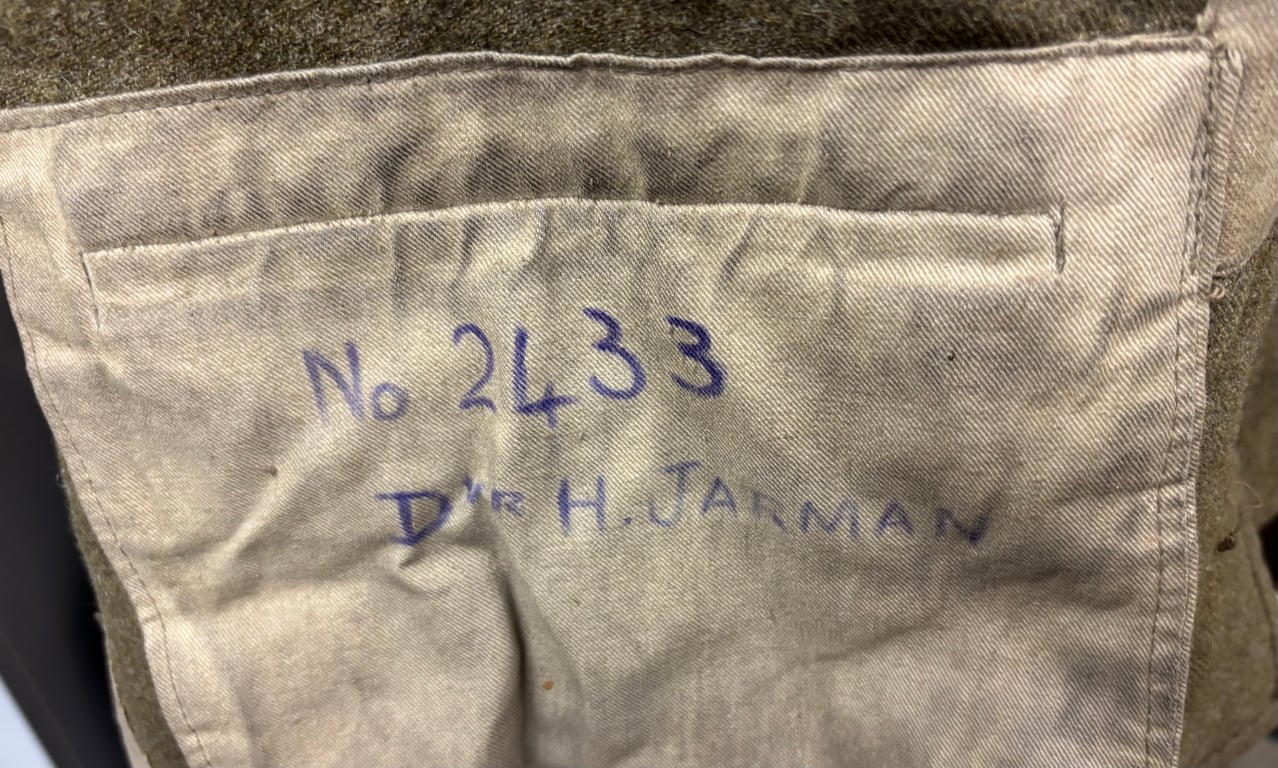 No 2433
Dvr H. JARMAN